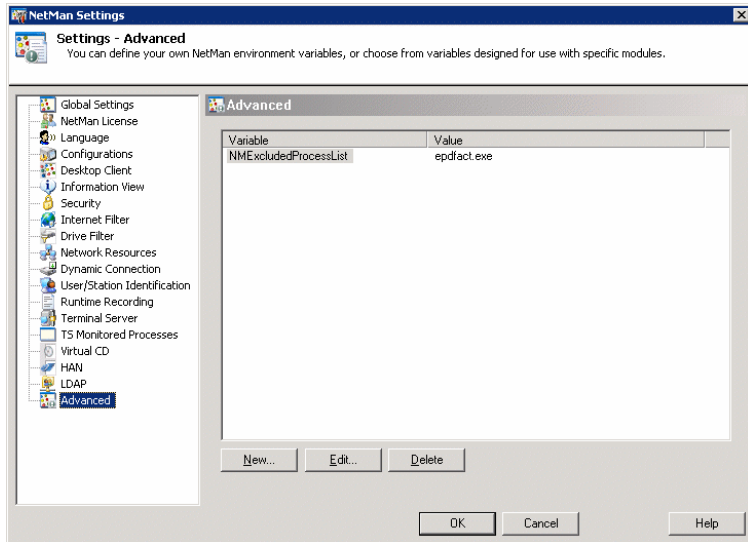 NetMan Settings
Settings - Advanced
You can define your own NetMan environment variables, or choose from variables designed for use with specific modules.
Global Settings
NetMan License
Language
Configurations
Desktop Client
Information View
Security
Internet Filter
Drive Filter
Network Resources
Dynamic Connection
User/Station Identification
Runtime Recording
Terminal Server
TS Monitored Processes
Virtual CD
HAN
LDAP
Advanced
Advanced
Variable Value
NMExcludedProcessList epdfact.exe
New... Edit... Delete
OK Cancel Help